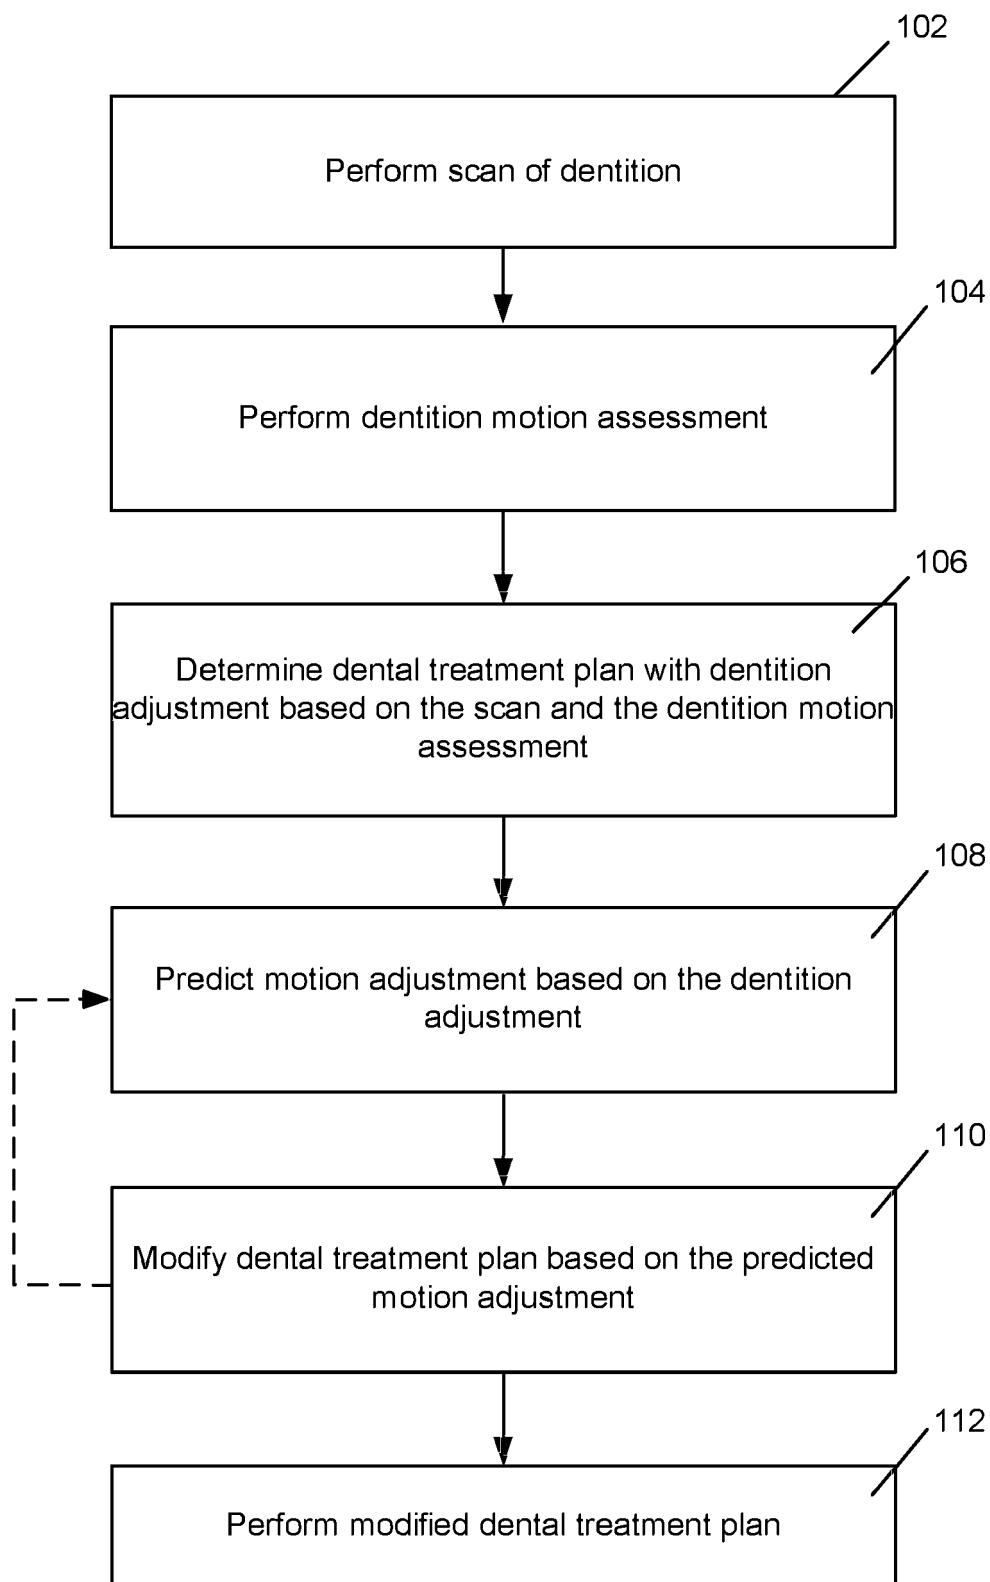 102
Perform scan of dentition
104
Perform dentition motion assessment
106
Determine dental treatment plan with dentition
adjustment based on the scan and the dentition motion
assessment
108
Predict motion adjustment based on the dentition
adjustment
110
Modify dental treatment plan based on the predicted
motion adjustment
112
Perform modified dental treatment plan